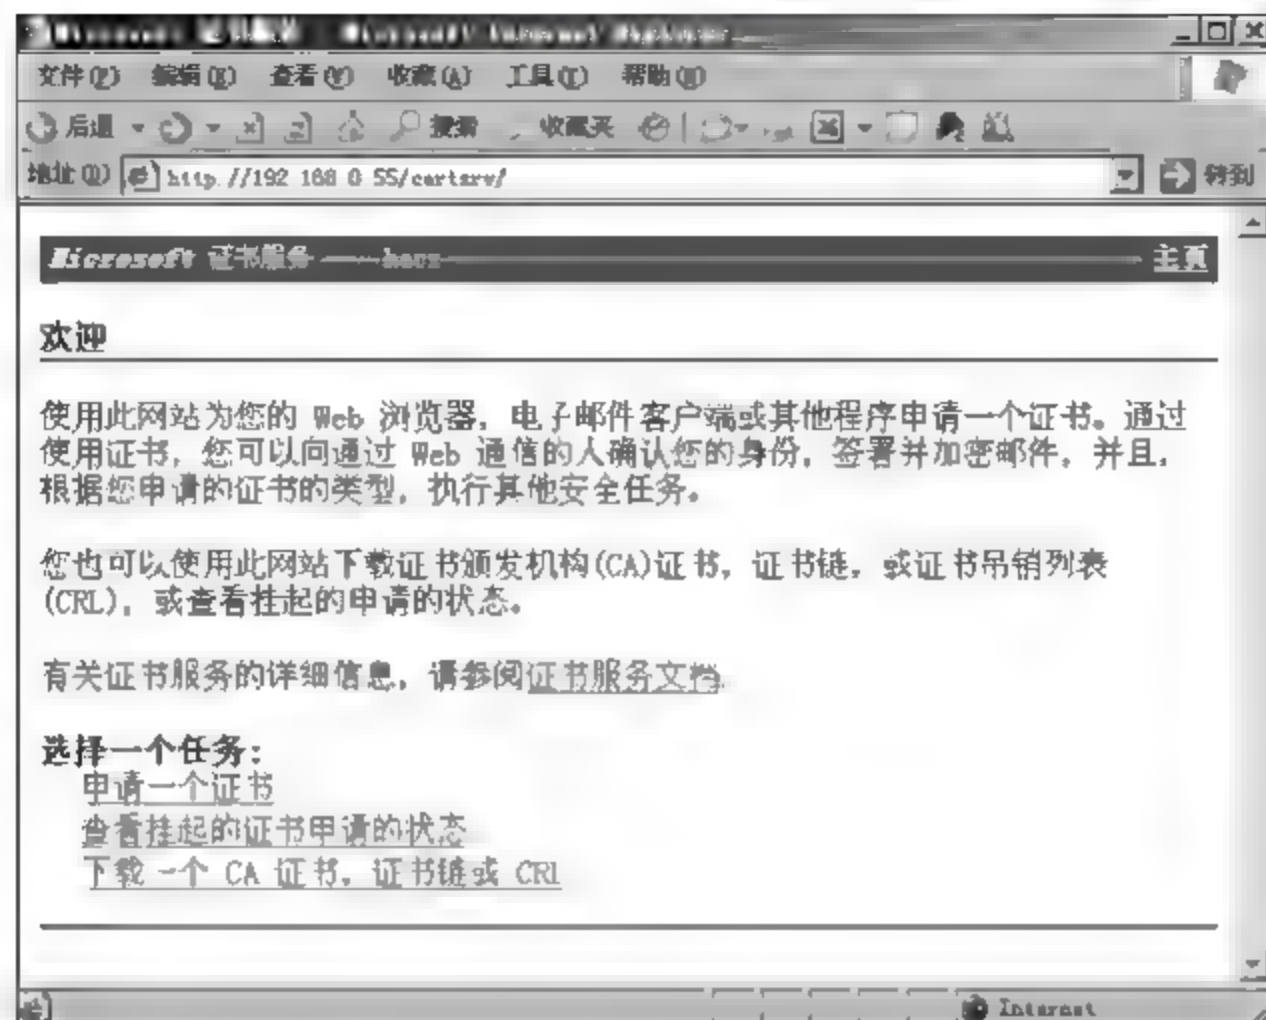 Microsoft Internet Explorer
文件(F) 编辑(E) 查看(V) 收藏(A) 工具(T) 帮助(H)
后退 搜索 收藏夹
地址(D) http://192.168.0.55/certsrv/ 转到
Microsoft 证书服务 主页
欢迎
使用此网站为您的 Web 浏览器，电子邮件客户端或其他程序申请一个证书。通过
使用证书，您可以向通过 Web 通信的人确认您的身份，签署并加密邮件，并且，
根据您申请的证书的类型，执行其他安全任务。
您也可以使用此网站下载证书颁发机构(CA)证书，证书链，或证书吊销列表
(CRL)，或查看挂起的申请的状态。
有关证书服务的详细信息，请参阅证书服务文档.
选择一个任务：
申请一个证书
查看挂起的证书申请的状态
下载一个 CA 证书，证书链或 CRL
Internet